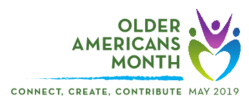 OLDER
AMERICANS
MONTH
CONNECT, CREATE, CONTRIBUTE MAY 2019